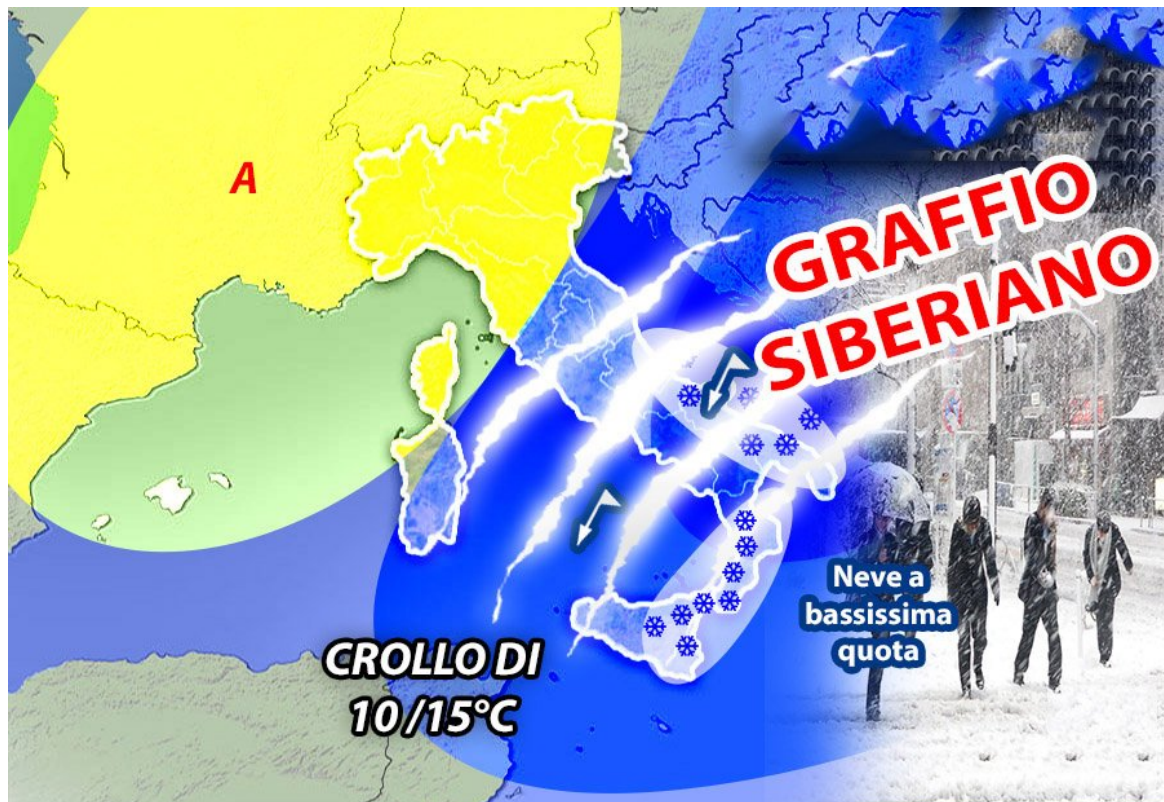 A
GRAFFIO
SIBERIANO
Neve a
bassissima
quota
CROLLO DI
10/15°C